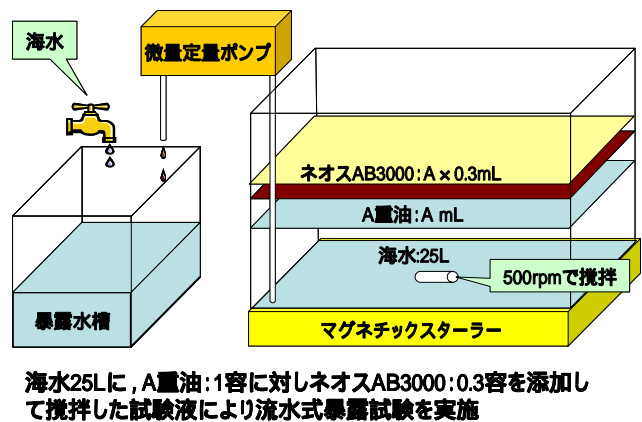 海水
微量定量ポンプ
ネオスAB3000:A×0.3mL
A重油:A mL
海水:25L
500rpmで撹拌
暴露水槽
マグネチックスターラー
海水25Lに,A重油:1容に対しネオスAB3000:0.3容を添加し
て撹拌した試験液により流水式暴露試験を実施